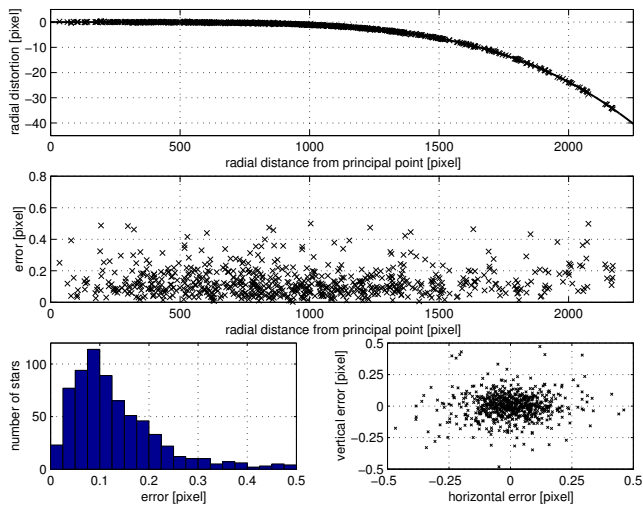 radial distortion [pixel]
0
−10
−20
−30
−40
0 500 1000 1500 2000
radial distance from principal point [pixel]
error [pixel]
0.8
0.6
0.4
0.2
0
0 500 1000 1500 2000
radial distance from principal point [pixel]
number of stars
100
50
0
0 0.1 0.2 0.3 0.4 0.5
error [pixel]
vertical error [pixel]
0.5
0.25
0
−0.25
−0.5
−0.5 −0.25 0 0.25 0.5
horizontal error [pixel]